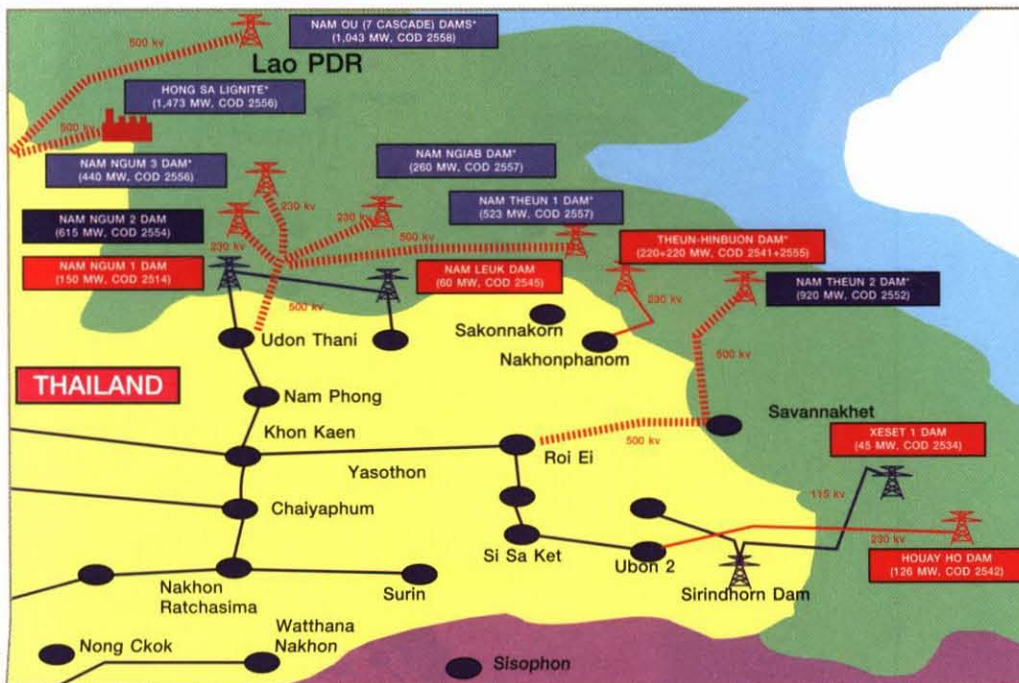 NAM OU (7 CASCADE) DAMS*
(1,043 MW, COD 2558)
500 kv
Lao PDR
HONG SA LIGNITE*
(1,473 MW, COD 2556)
500 kv
NAM NGUM 3 DAM*
(440 MW, COD 2556)
NAM NGIAB DAM*
(260 MW, COD 2557)
230 kv
NAM THEUN 1 DAM*
(523 MW, COD 2557)
NAM NGUM 2 DAM
(615 MW, COD 2554)
230 kv
230 kv
500 kv
THEUN-HINBUON DAM*
(220+220 MW, COD 2541+2555)
NAM NGUM 1 DAM
(150 MW, COD 2514)
NAM LEUK DAM
(60 MW, COD 2545)
NAM THEUN 2 DAM*
(920 MW, COD 2552)
500 kv
230 kv
Sakonnakorn
Udon Thani
Nakhonphanom
500 kv
THAILAND
Nam Phong
Savannakhet
XESET 1 DAM
(45 MW, COD 2534)
Khon Kaen
500 kv
Roi Ei
Yasothon
115 kv
Chaiyaphum
230 kv
Si Sa Ket
Ubon 2
HOUAY HO DAM
(126 MW, COD 2542)
Nakhon
Ratchasima
Surin
Sirindhorn Dam
Nong Ckok
Watthana
Nakhon
Sisophon